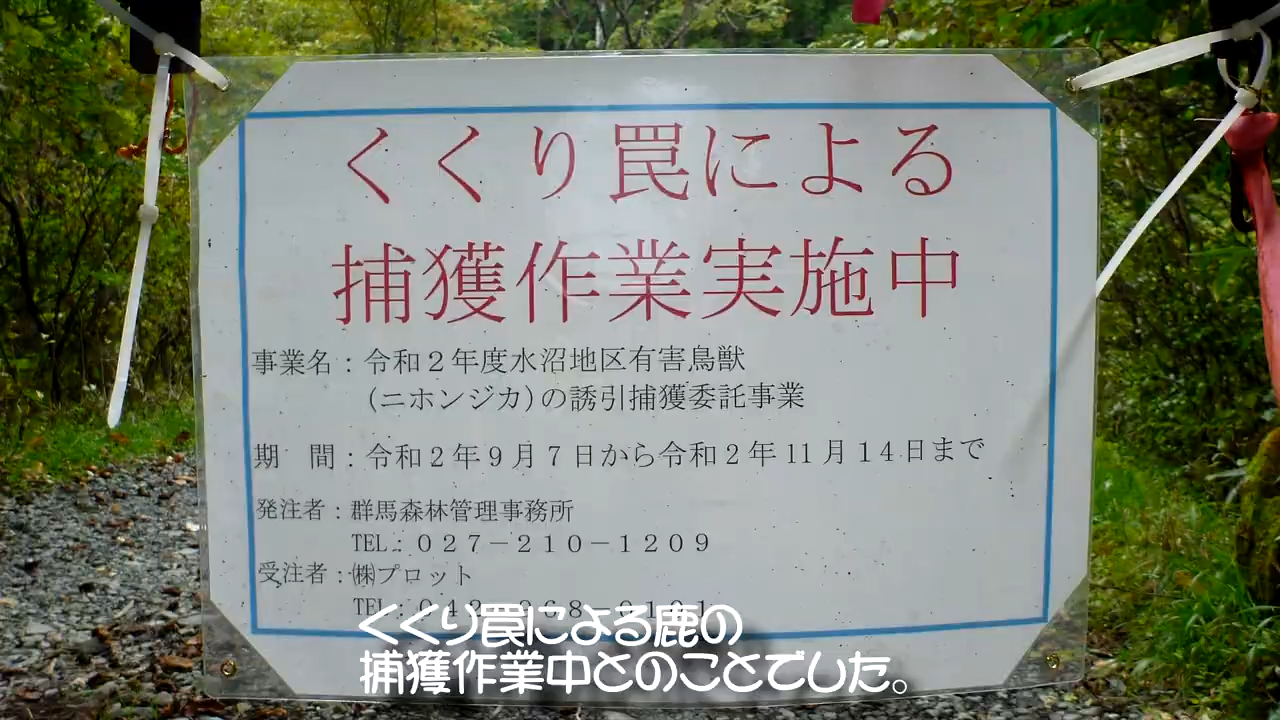 くくり罠による
捕獲作業実施中
事業名：令和２年度水沼地区有害鳥獣
(ニホンジカ)の誘引捕獲委託事業
期　間：令和２年９月７日から令和２年11月１４日まで
発注者：群馬森林管理事務所
TEL：０２７－２１０－１２０９
受注者：㈱プロット
TEL：
くくり罠による鹿の
捕獲作業中とのことでした。